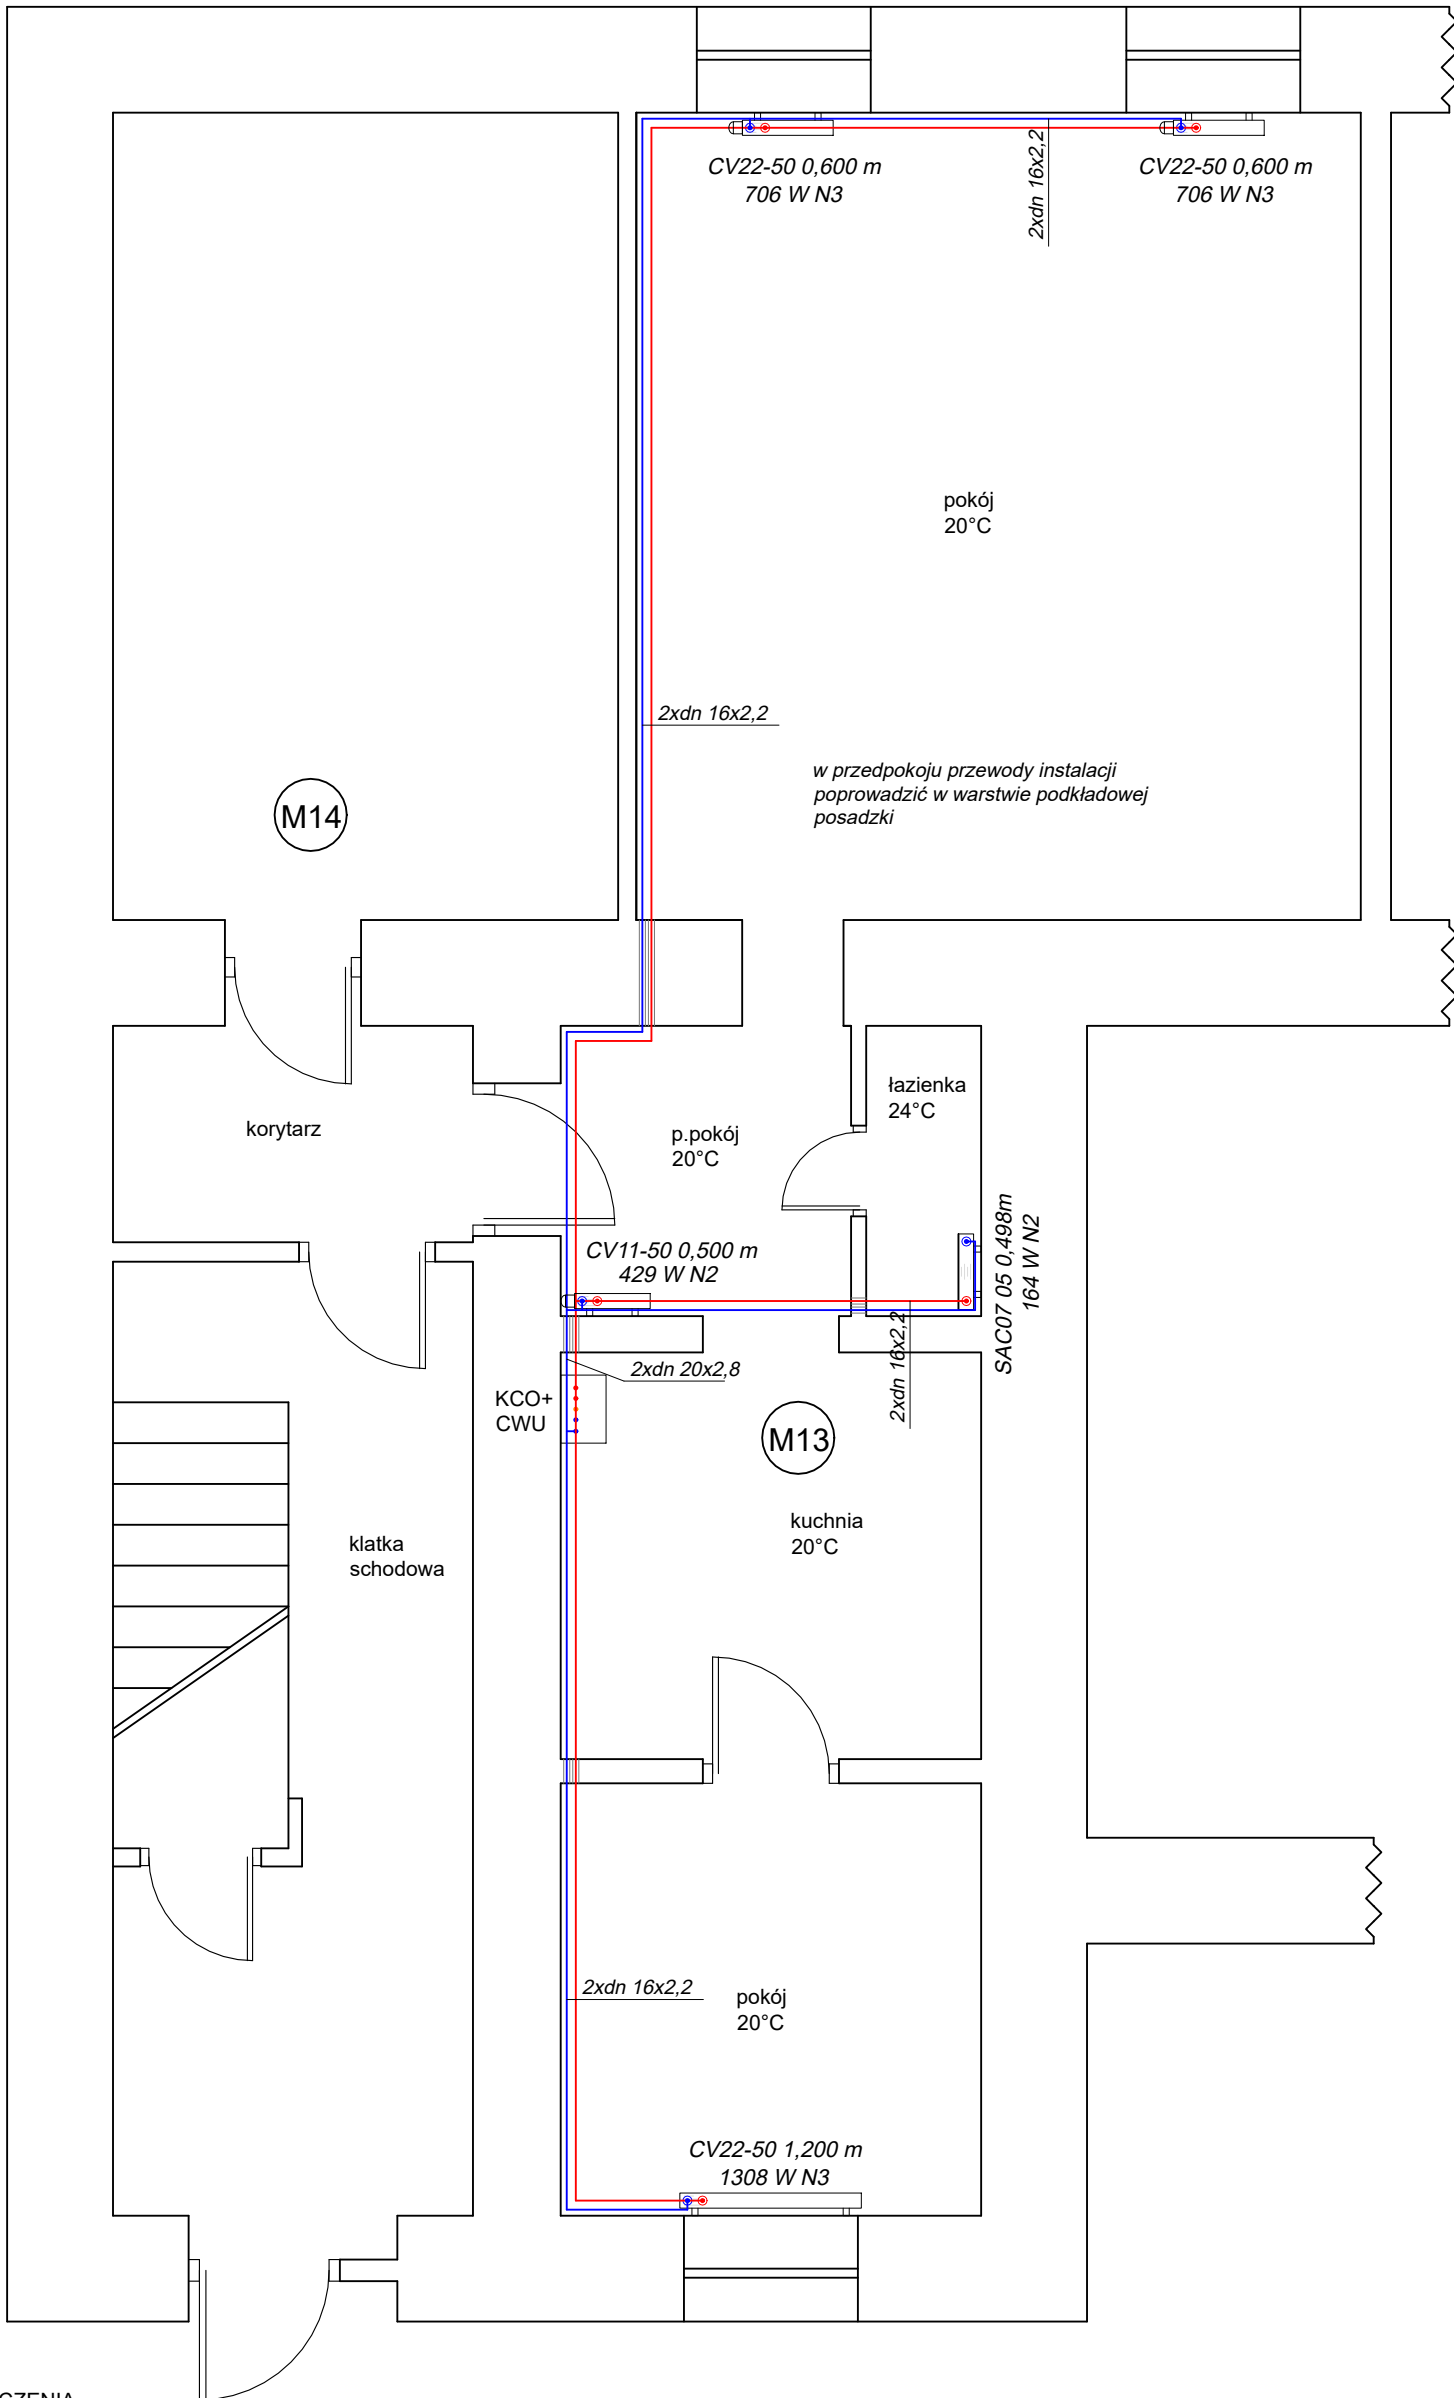 CV22-50 0,600 m
706 W N3
2xdn 16x2,2
CV22-50 0,600 m
706 W N3
pokój
20°C
2xdn 16x2,2
w przedpokoju przewody instalacji
poprowadzić w warstwie podkładowej
posadzki
M14
korytarz
p.pokój
20°C
łazienka
24°C
CV11-50 0,500 m
429 W N2
SAC07 05 0,498m
164 W N2
2xdn 20x2,8
2xdn 16x2,2
KCO+
CWU
M13
kuchnia
20°C
klatka
schodowa
2xdn 16x2,2
pokój
20°C
CV22-50 1,200 m
1308 W N3